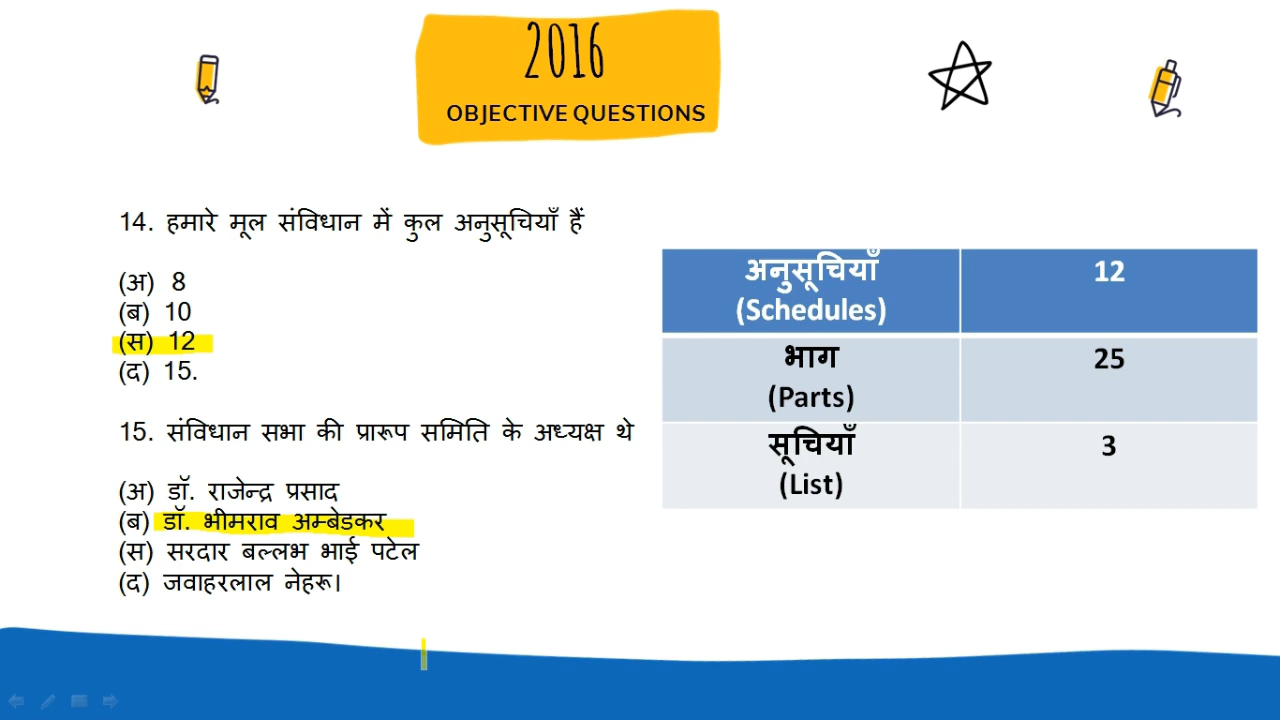 2016
OBJECTIVE QUESTIONS
14. हमारे मूल संविधान में कुल अनुसूचियाँ हैं
(अ) 8
(ब) 10
(स) 12
(द) 15.
15. संविधान सभा की प्रारूप समिति के अध्यक्ष थे
(अ) डॉ. राजेन्द्र प्रसाद
(ब) डॉ. भीमराव अम्बेडकर
(स) सरदार बल्लभ भाई पटेल
(द) जवाहरलाल नेहरू।
अनुसूचियाँ 12
(Schedules)
भाग 25
(Parts)
सूचियाँ 3
(List)